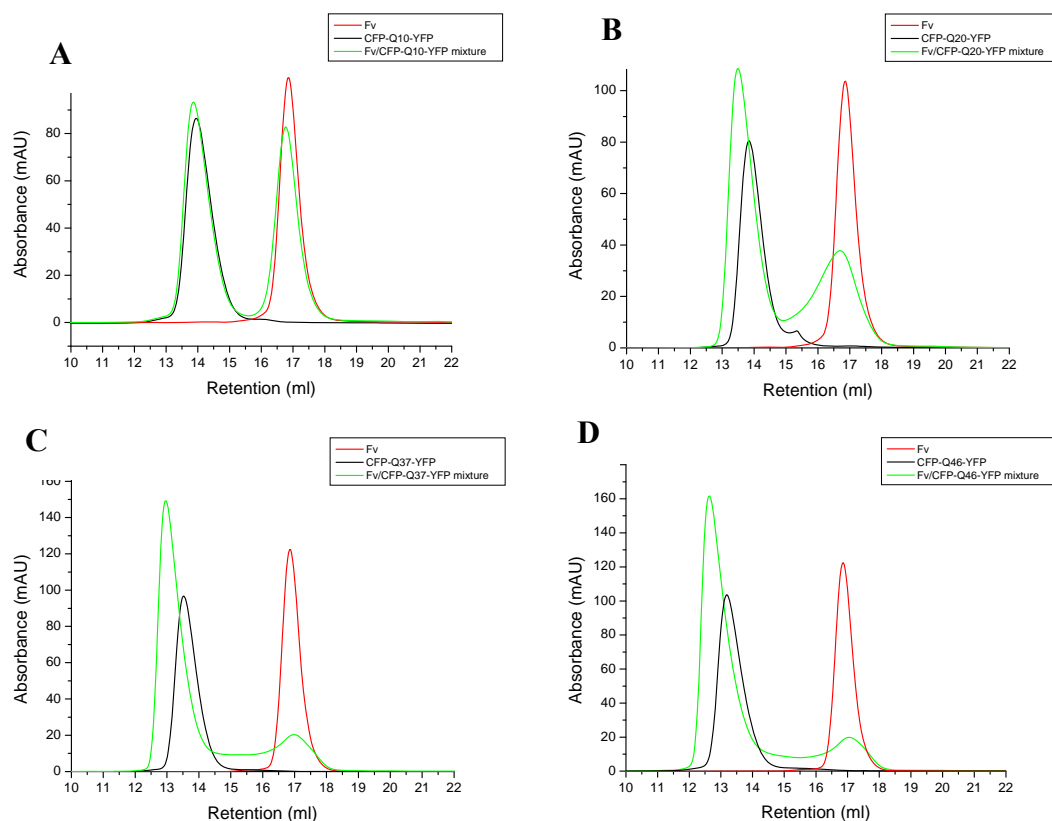 A
Fv
CFP-Q10-YFP
Fv/CFP-Q10-YFP mixture
Absorbance (mAU)
80
60
40
20
0
10 11 12 13 14 15 16 17 18 19 20 21 22
Retention (ml)
B
Fv
CFP-Q20-YFP
Fv/CFP-Q20-YFP mixture
Absorbance (mAU)
100
80
60
40
20
0
10 11 12 13 14 15 16 17 18 19 20 21 22
Retention (ml)
C
Fv
CFP-Q37-YFP
Fv/CFP-Q37-YFP mixture
Absorbance (mAU)
160
140
120
100
80
60
40
20
0
10 11 12 13 14 15 16 17 18 19 20 21 22
Retention (ml)
D
Fv
CFP-Q46-YFP
Fv/CFP-Q46-YFP mixture
Absorbance (mAU)
160
140
120
100
80
60
40
20
0
10 11 12 13 14 15 16 17 18 19 20 21 22
Retention (ml)